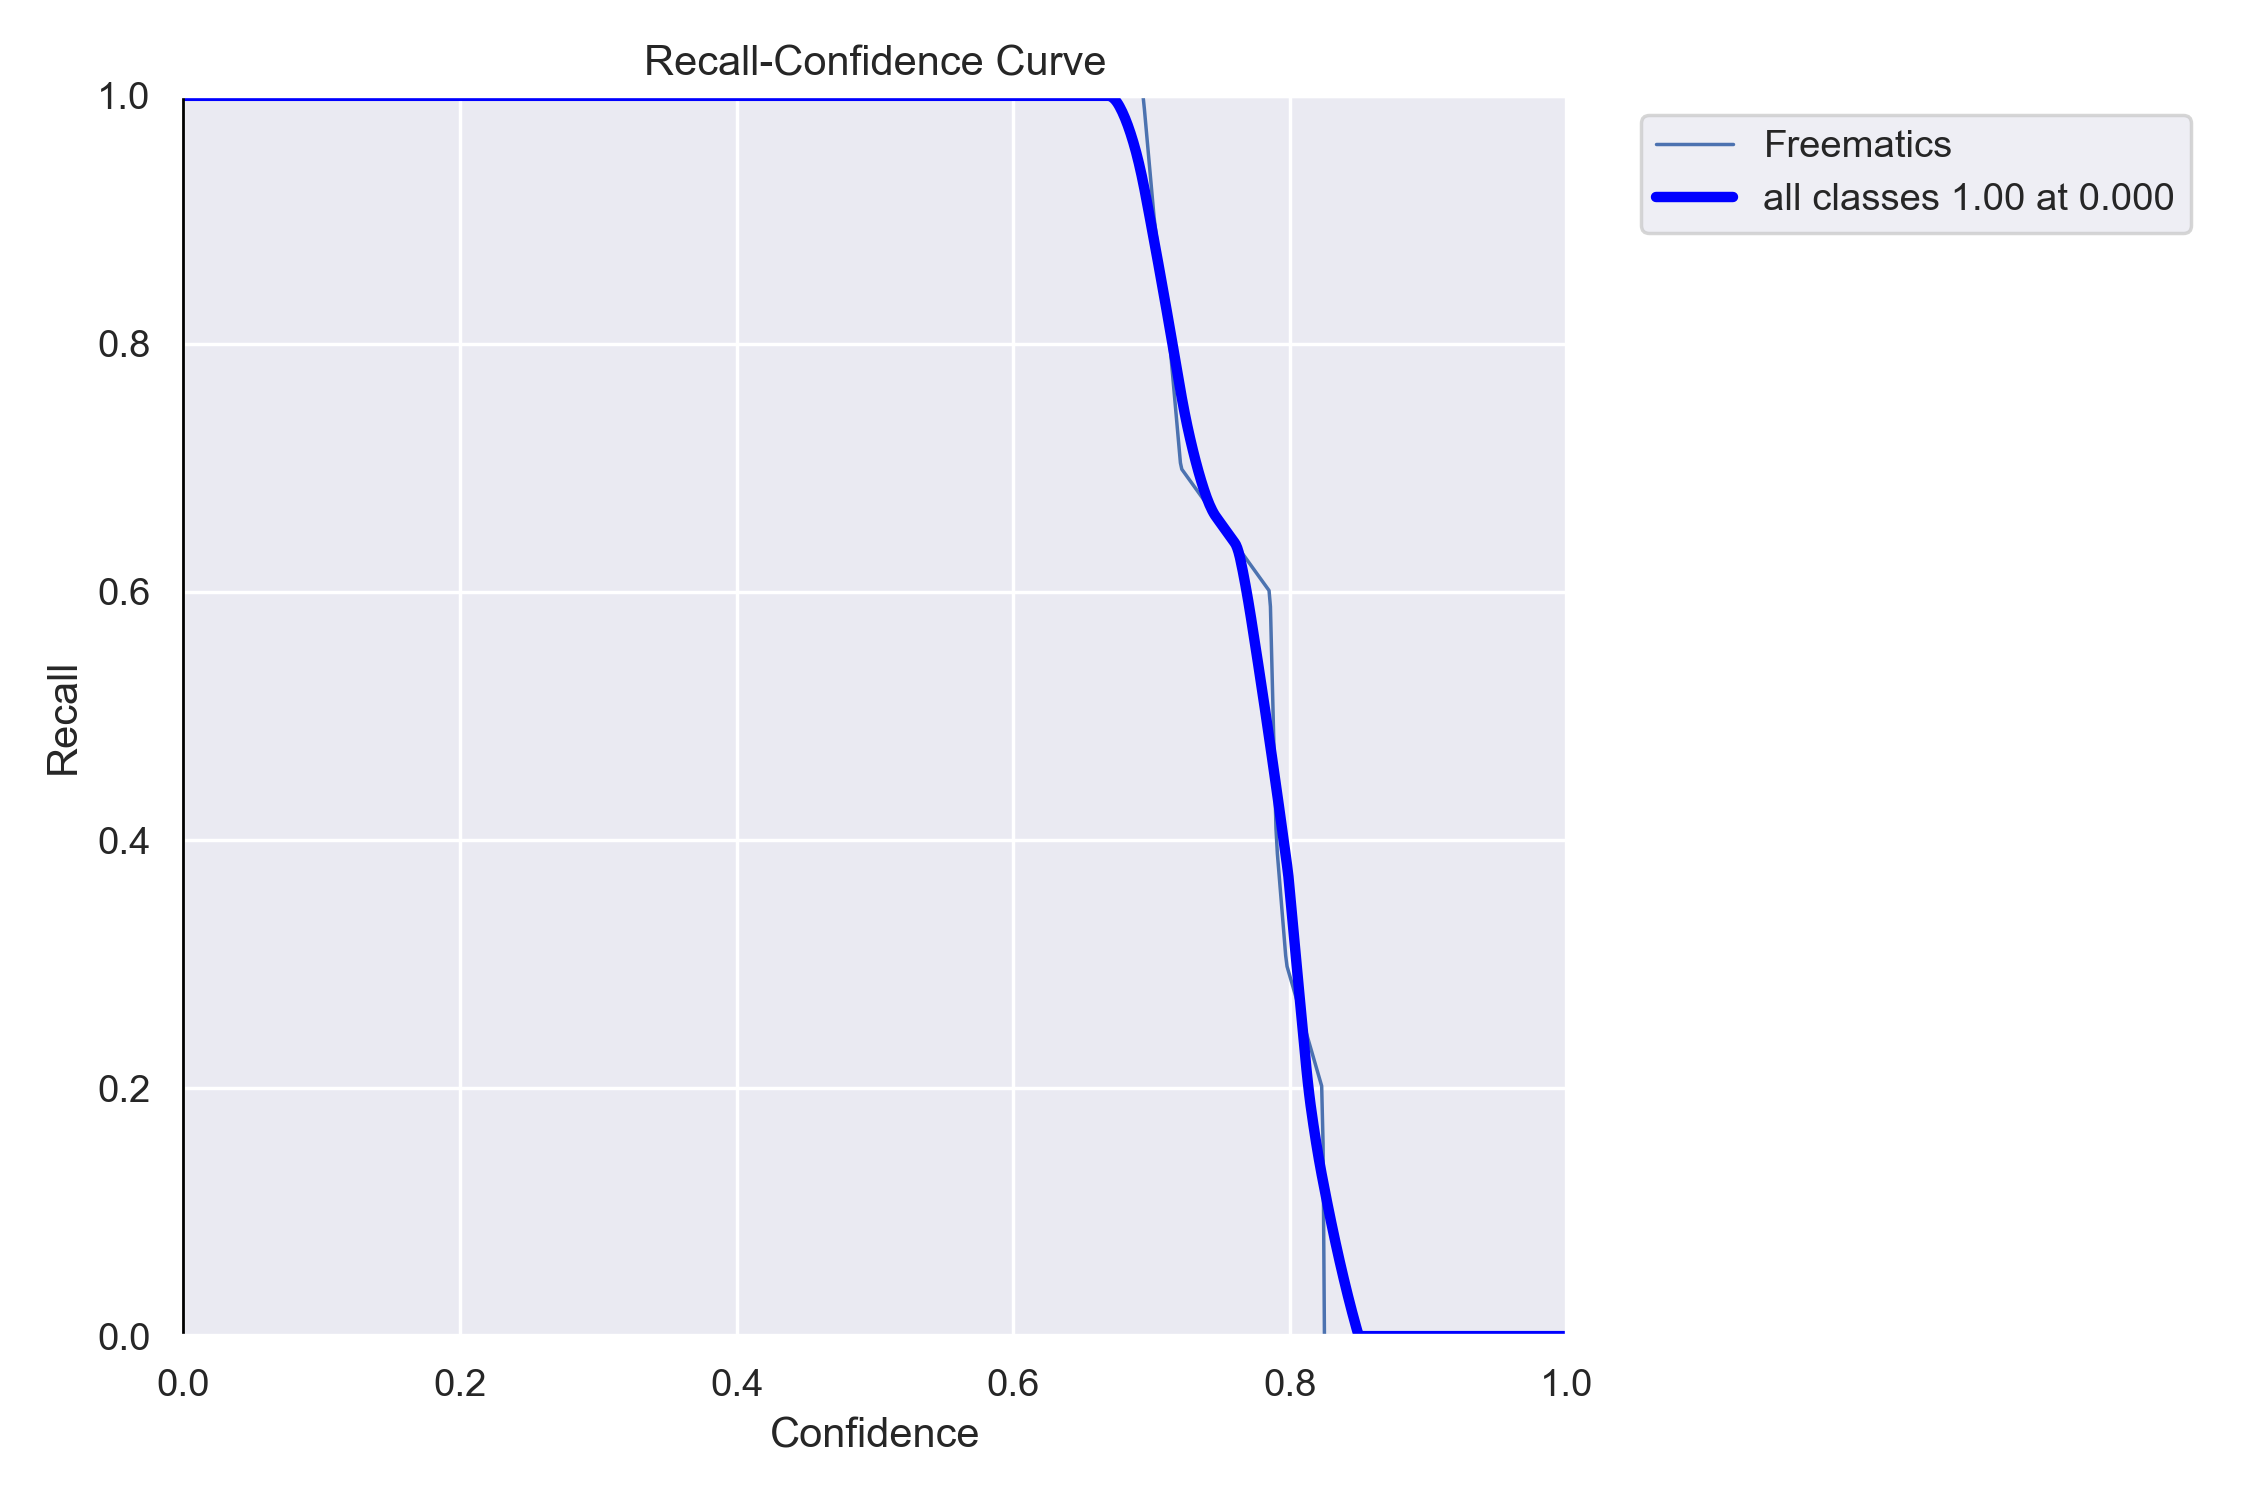 Recall-Confidence Curve
1.0
0.8
0.6
0.4
0.2
0.0
Recall
0.0 0.2 0.4 0.6 0.8 1.0
Confidence
Freematics
all classes 1.00 at 0.000